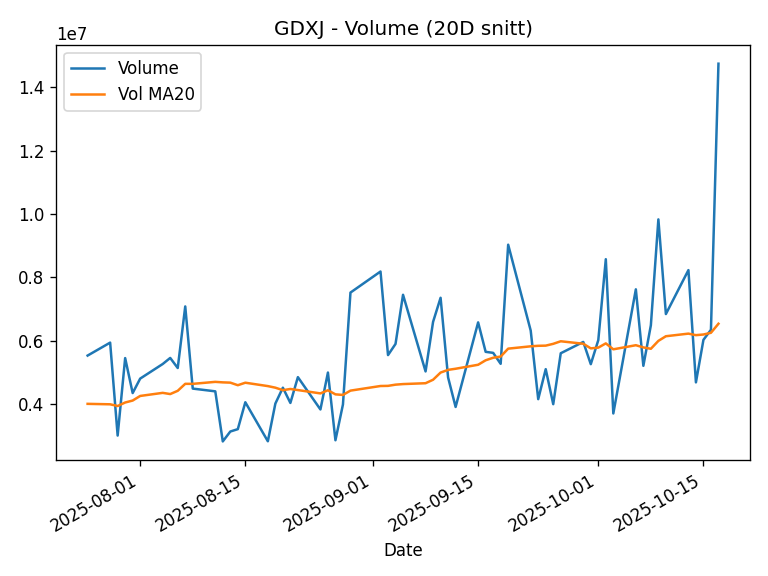 GDXJ - Volume (20D snitt)
1e7
Volume
Vol MA20
1.4
1.2
1.0
0.8
0.6
0.4
2025-08-01
2025-08-15
2025-09-01
2025-09-15
2025-10-01
2025-10-15
Date